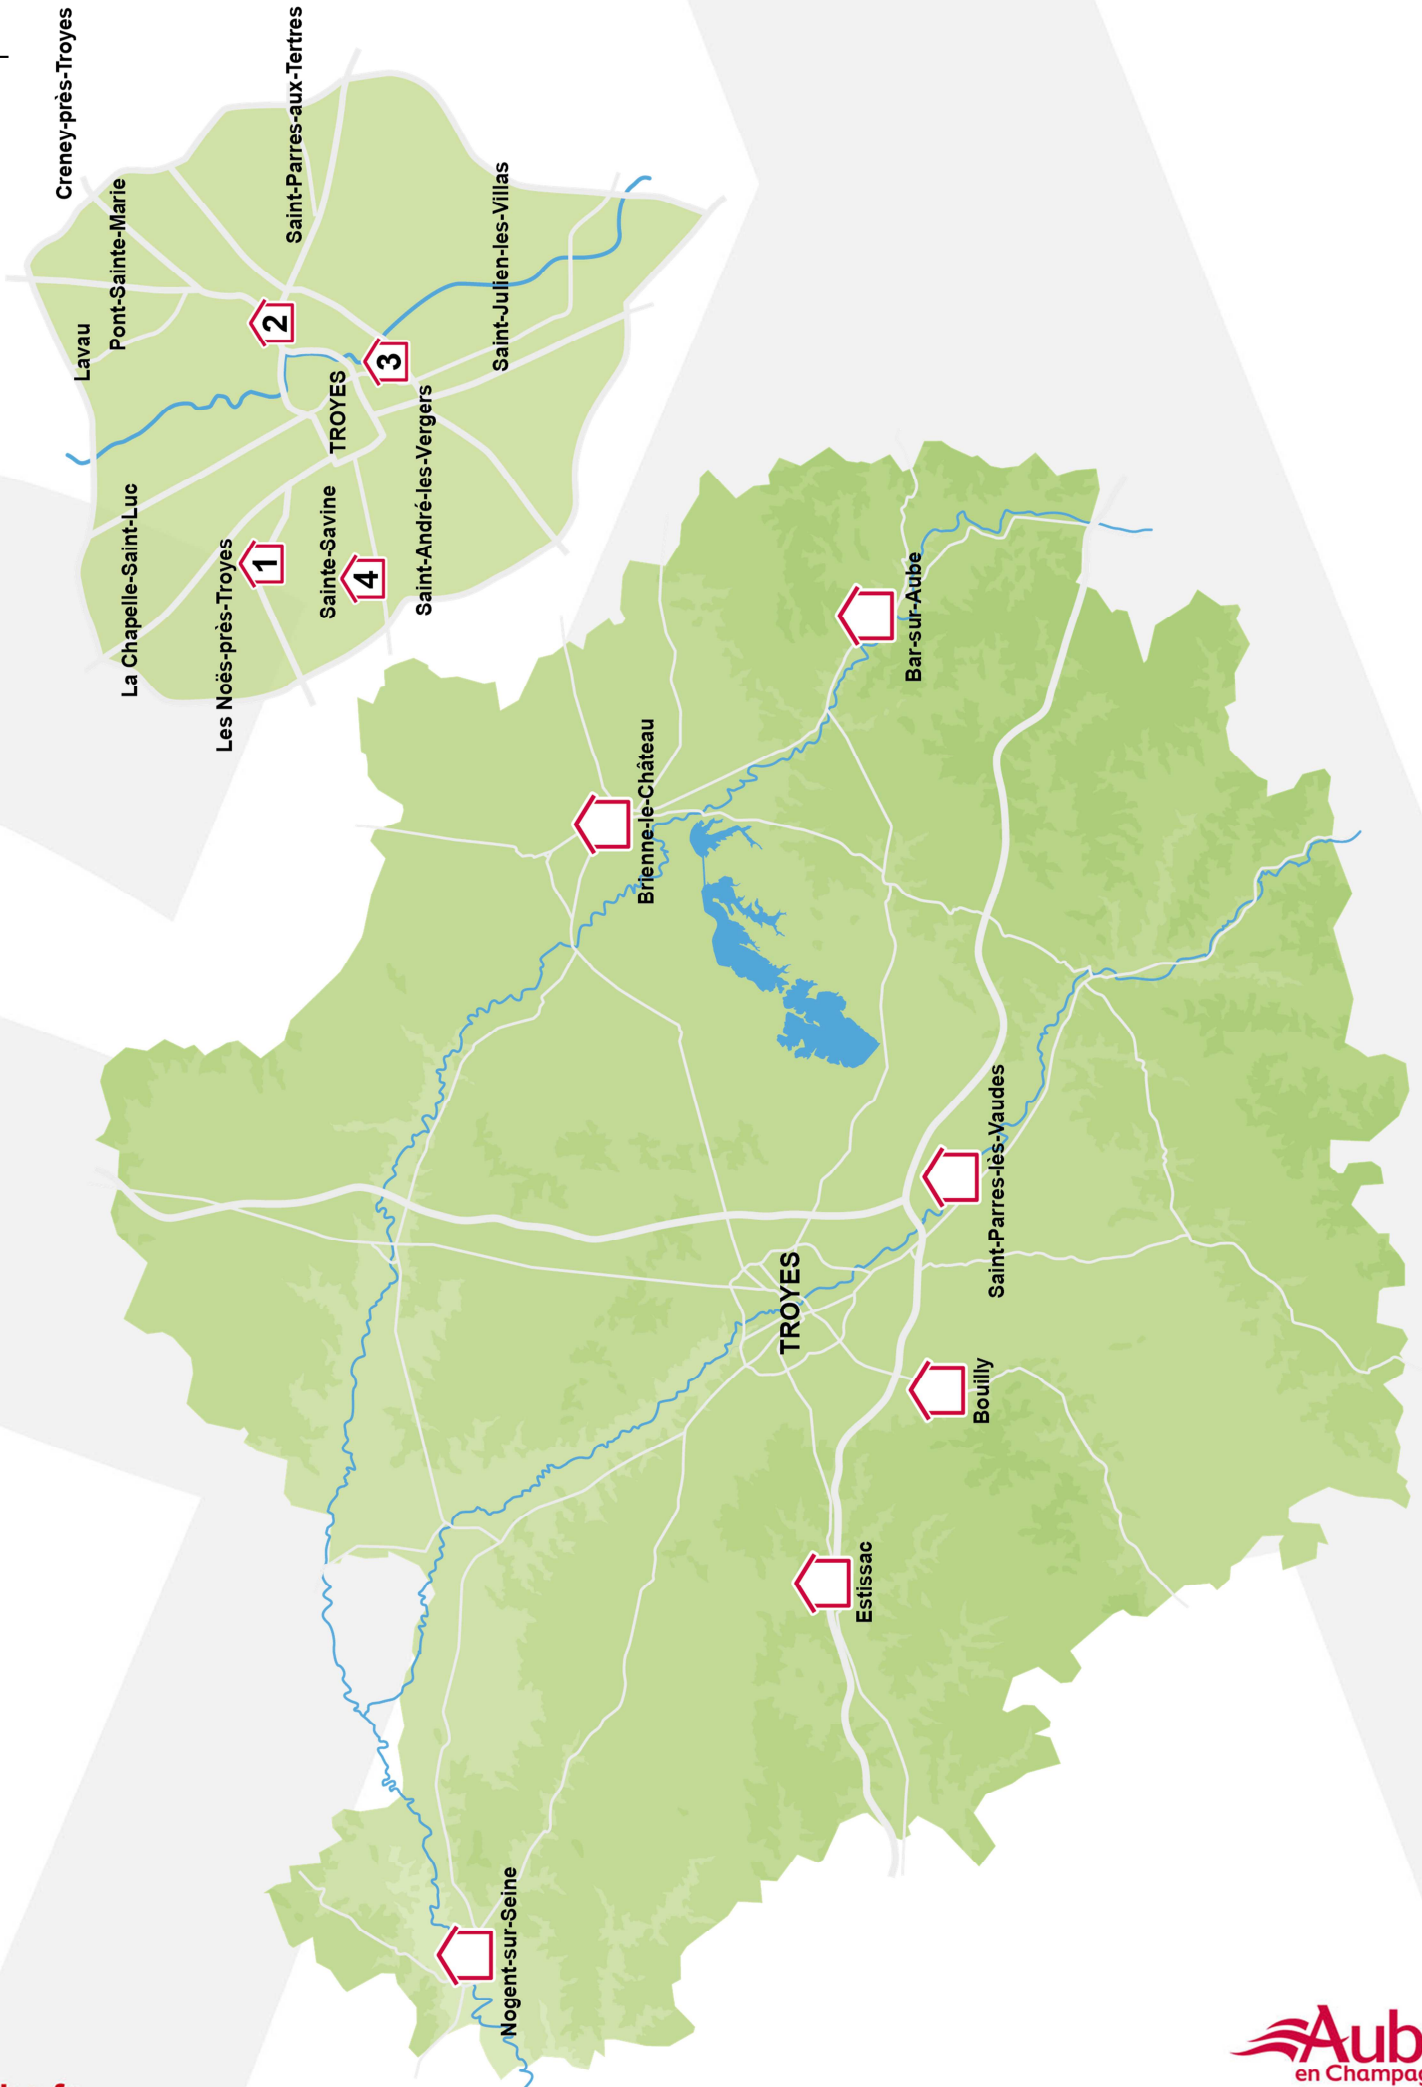 Creney-près-Troyes
Pont-Sainte-Marie
Lavau
Saint-Parres-aux-Tertres
2
La Chapelle-Saint-Luc
Les Noës-près-Troyes
1
TROYES
3
Sainte-Savine
4
Saint-André-les-Vergers
Saint-Julien-les-Villas
Brienne-le-Château
Bar-sur-Aube
TROYES
Saint-Parres-lès-Vaudes
Bouilly
Estissac
Nogent-sur-Seine
Aub
en Champag